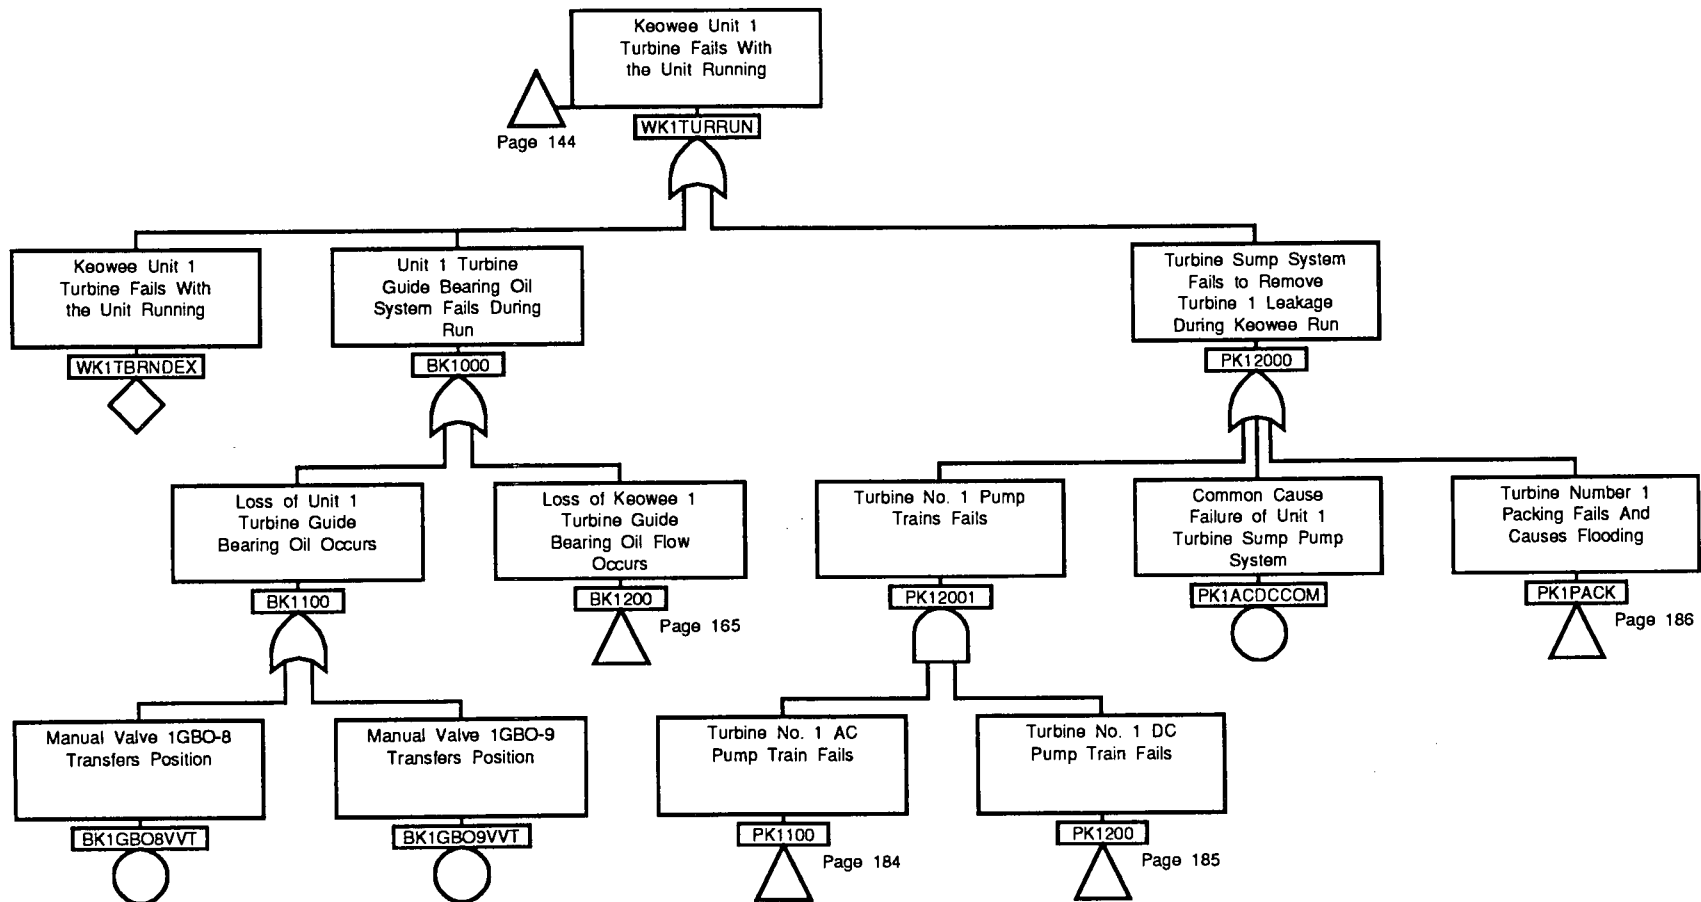 Keowee Unit 1
Turbine Fails With
the Unit Running
Page 144
WK1TURRUN
Keowee Unit 1
Turbine Fails With
the Unit Running
WK1TBRNDEX
Unit 1 Turbine
Guide Bearing Oil
System Fails During
Run
BK1000
Turbine Sump System
Fails to Remove
Turbine 1 Leakage
During Keowee Run
PK12000
Loss of Unit 1
Turbine Guide
Bearing Oil Occurs
BK1100
Loss of Keowee 1
Turbine Guide
Bearing Oil Flow
Occurs
BK1200
Page 165
Turbine No. 1 Pump
Trains Fails
PK12001
Common Cause
Failure of Unit 1
Turbine Sump Pump
System
PK1ACDCCOM
Turbine Number 1
Packing Fails And
Causes Flooding
PK1PACK
Page 186
Manual Valve 1GBO-8
Transfers Position
BK1GBO8VVT
Manual Valve 1GBO-9
Transfers Position
BK1GBO9VVT
Turbine No. 1 AC
Pump Train Fails
PK1100
Page 184
Turbine No. 1 DC
Pump Train Fails
PK1200
Page 185